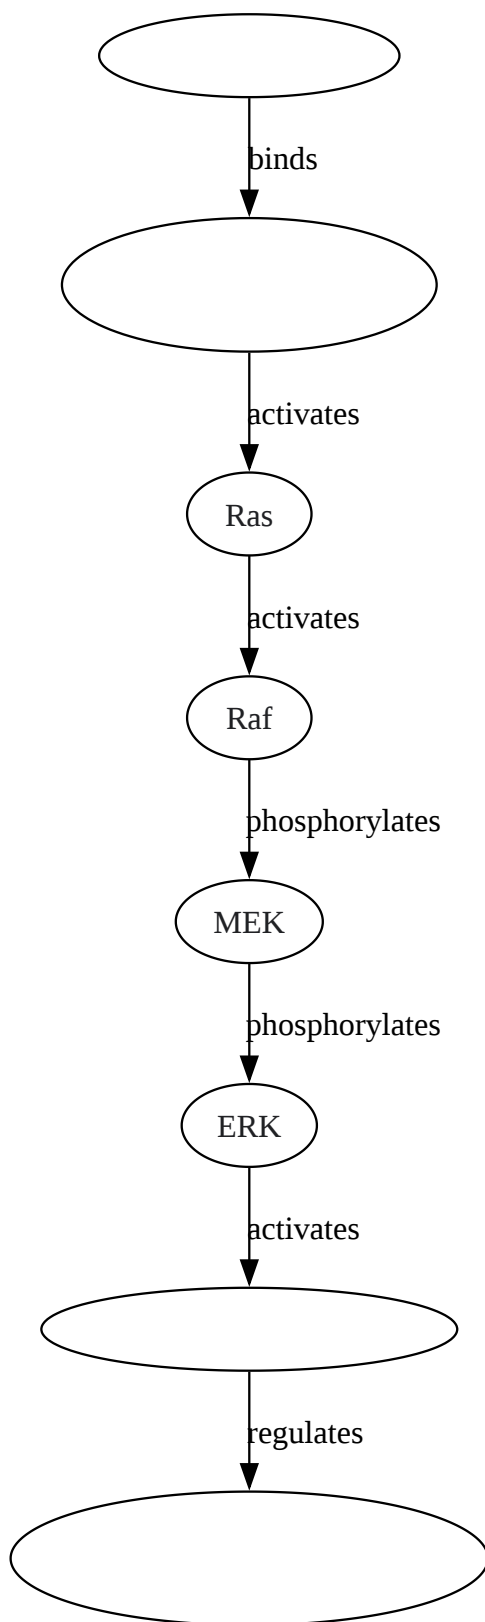 binds
activates
Ras
activates
Raf
phosphorylates
MEK
phosphorylates
ERK
activates
regulates